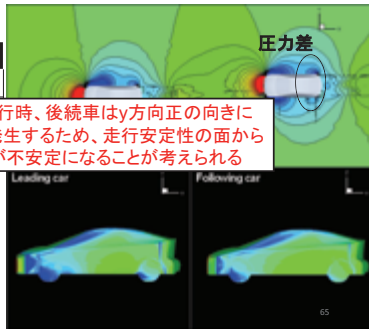 圧力差
行時、後続車はy方向正の向きに
生するため、走行安定性の面から
不安定になることが考えられる
Leading car
Following car
65